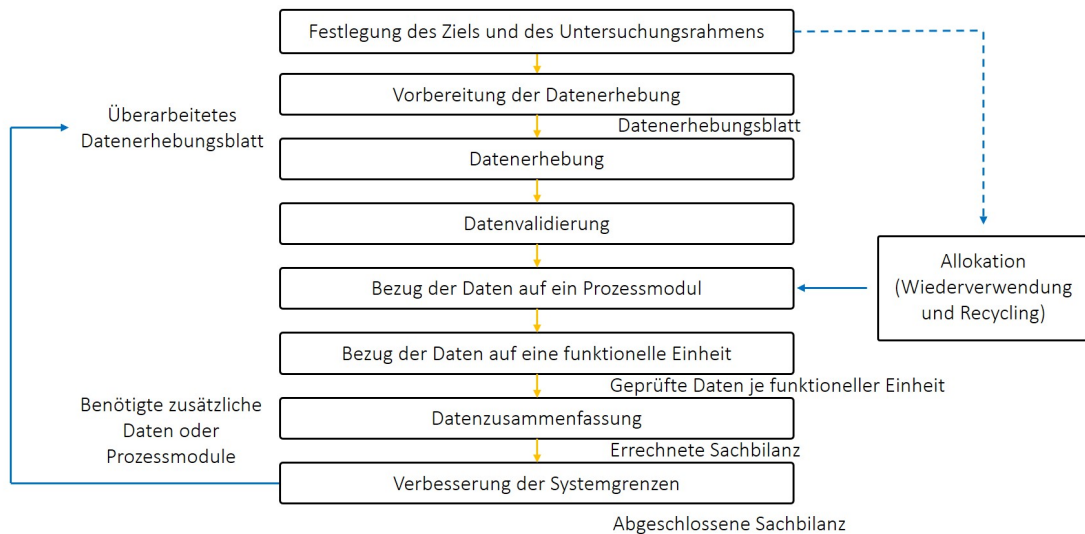 Festlegung des Ziels und des Untersuchungsrahmens
Vorbereitung der Datenerhebung
Überarbeitetes
Datenerhebungsblatt
Datenerhebungsblatt
Datenerhebung
Datenvalidierung
Allokation
(Wiederverwendung
und Recycling)
Bezug der Daten auf ein Prozessmodul
Bezug der Daten auf eine funktionelle Einheit
Geprüfte Daten je funktioneller Einheit
Benötigte zusätzliche
Daten oder
Prozessmodule
Datenzusammenfassung
Errechnete Sachbilanz
Verbesserung der Systemgrenzen
Abgeschlossene Sachbilanz